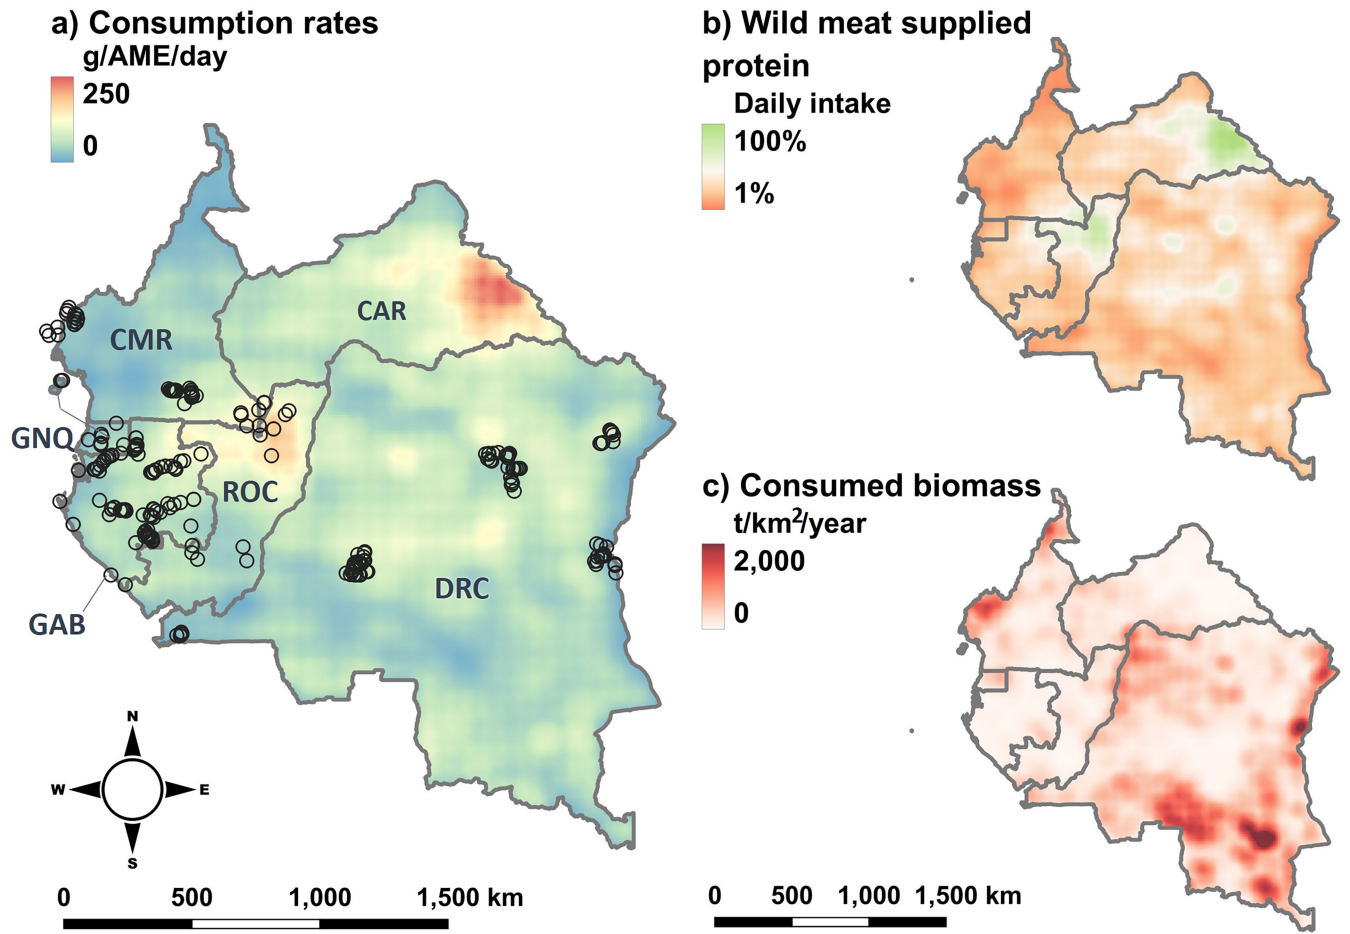 a) Consumption rates
g/AME/day
250
0
CMR
CAR
GNQ
ROC
GAB
DRC
N
W
E
S
0
500
1,000
1,500 km
b) Wild meat supplied
protein
Daily intake
100%
1%
c) Consumed biomass
t/km²/year
2,000
0
0
500
1,000
1,500 km